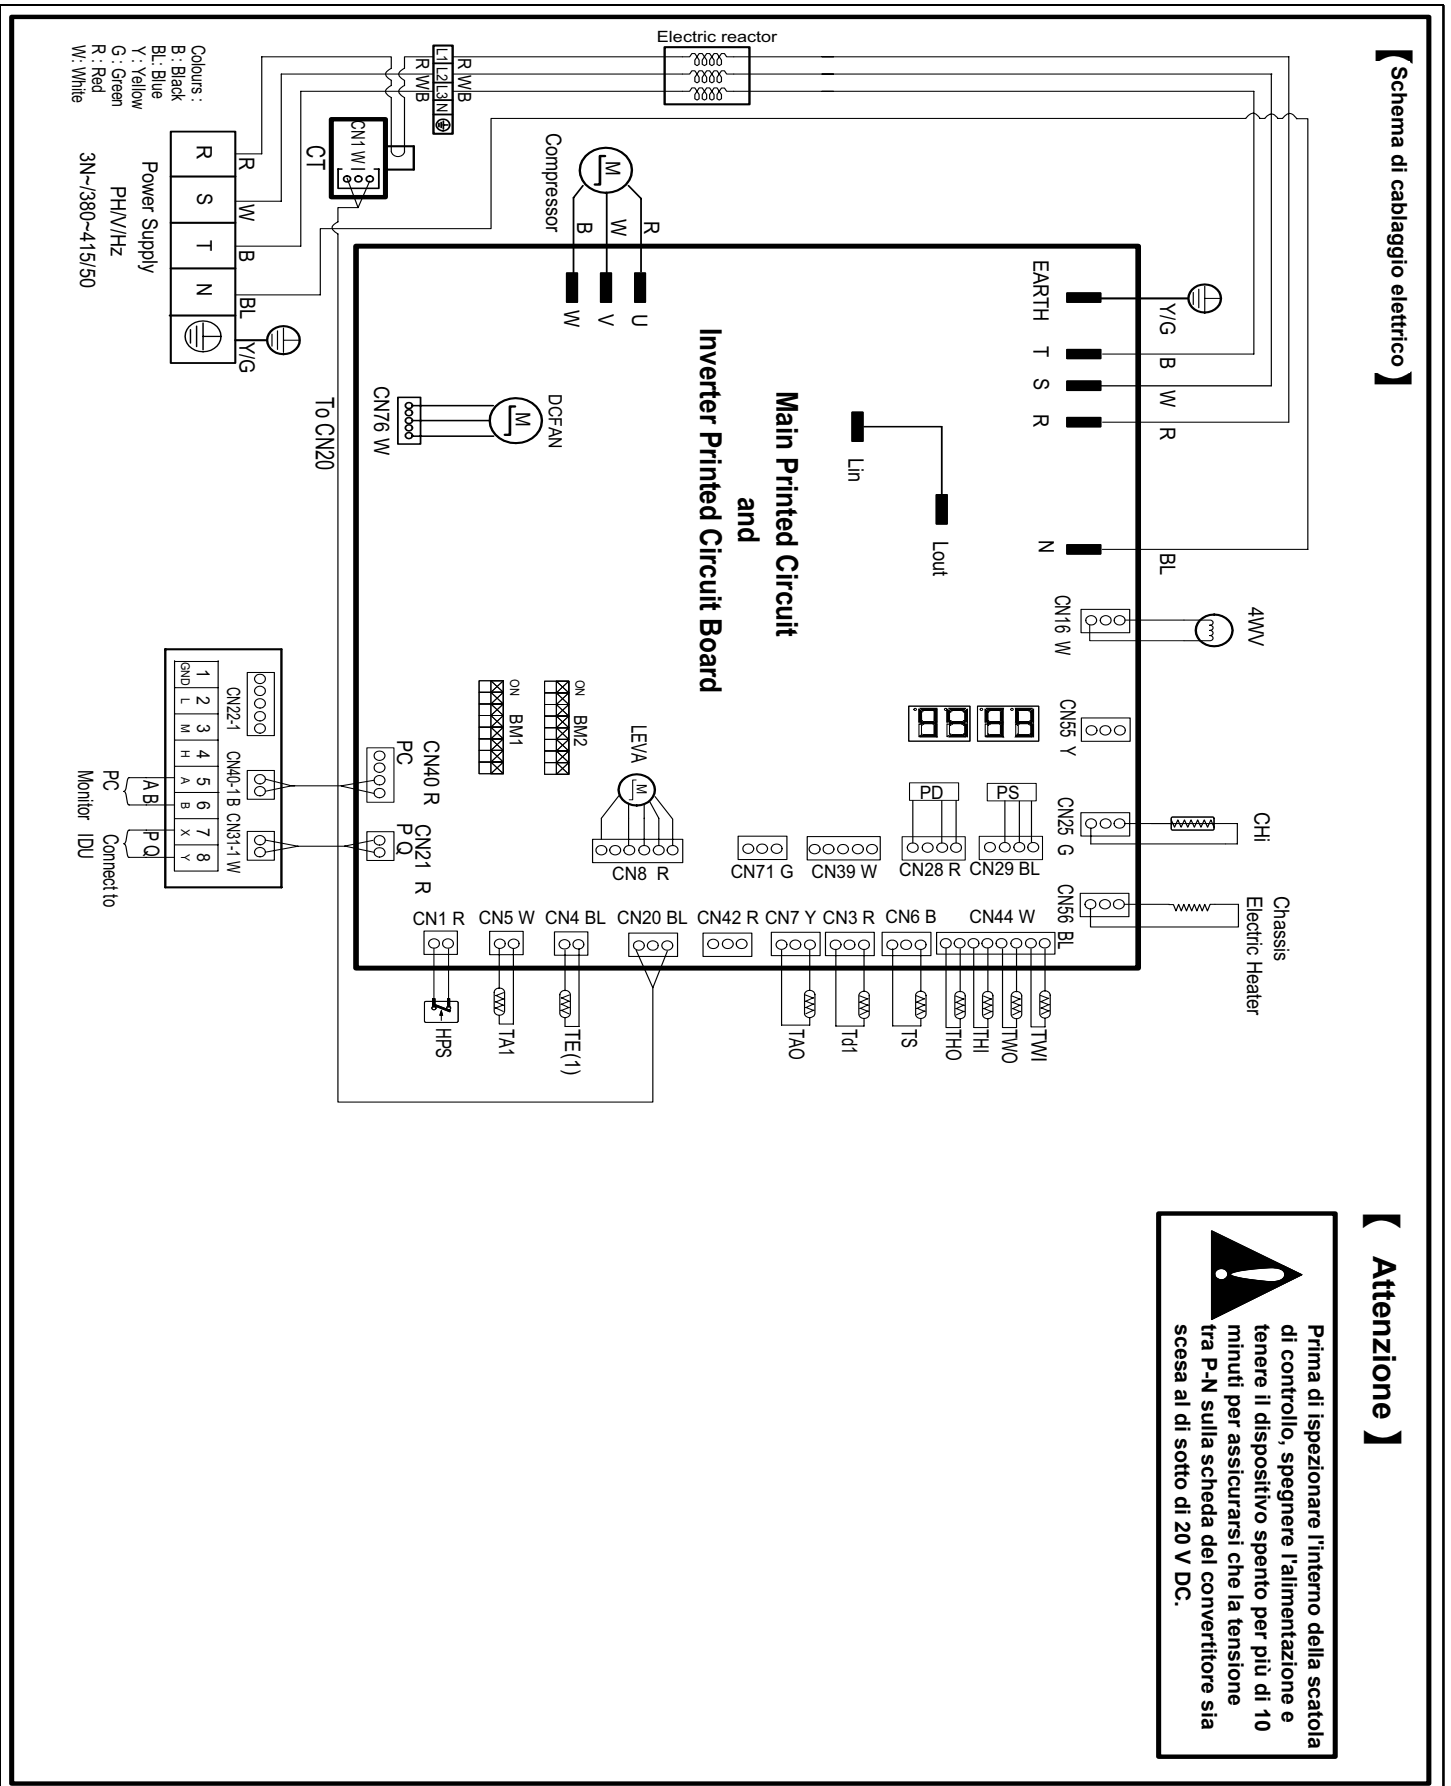 【Schema di cablaggio elettrico】
Electric reactor
Colours :
B : Black
BL: Blue
Y : Yellow
G : Green
R : Red
W: White
R S T N
R W B BL Y/G
Power Supply
PH/V/Hz
3N~/380~415/50
L1 L2 L3 N
R W B
R W B
CN1 W
CT
Compressor
M
R W B
U V W
EARTH T S R N
Y/G B W R BL
Lin
Lout
Main Printed Circuit
and
Inverter Printed Circuit Board
DCFAN
M
CN76 W
To CN20
4WV
CN16 W
CN55 Y
CHi
CN25 G
Chassis
Electric Heater
CN56 BL
ON BM2
ON BM1
LEVA
M
CN8 R
PD
PS
CN71 G
CN39 W
CN28 R
CN29 BL
CN40 R
PC
CN21 R
PQ
CN22-1
CN40-1 B
CN31-1 W
1 2 3 4 5 6 7 8
GND L M H A B X Y
A B
P Q
PC
Monitor
Connect to
IDU
CN1 R
CN5 W
CN4 BL
CN20 BL
CN42 R
CN7 Y
CN3 R
CN6 B
CN44 W
HPS
TA1
TE(1)
TAO
Td1
TS
THO
THI
TWO
TWI
【 Attenzione 】
Prima di ispezionare l'interno della scatola
di controllo, spegnere l'alimentazione e
tenere il dispositivo spento per più di 10
minuti per assicurarsi che la tensione
tra P-N sulla scheda del convertitore sia
scesa al di sotto di 20 V DC.